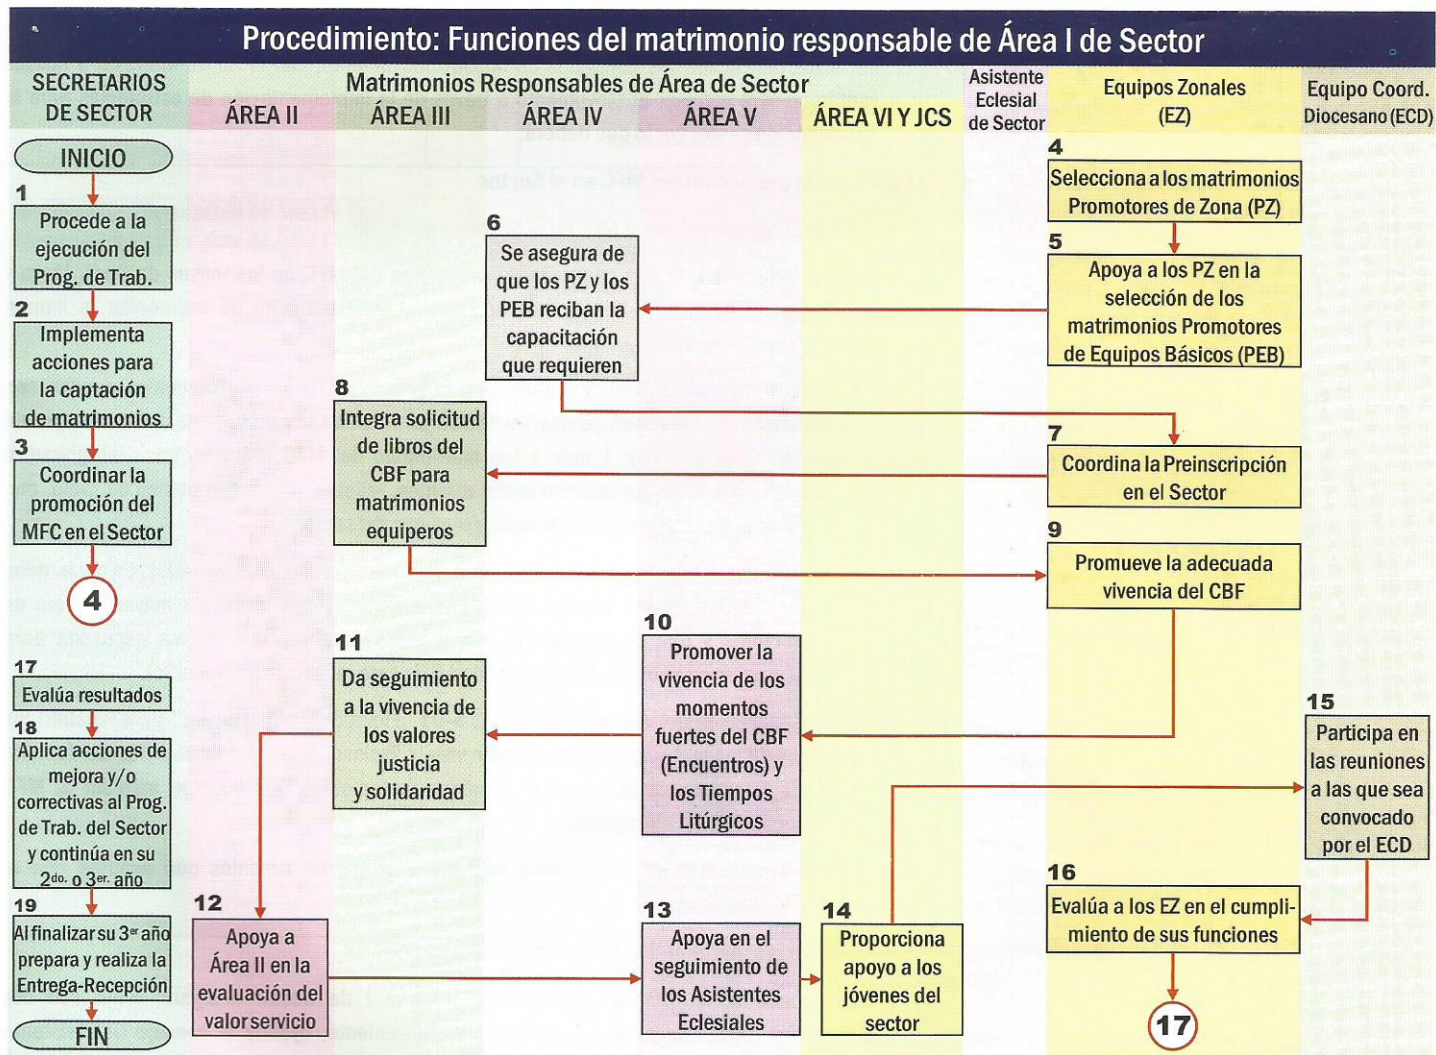 Procedimiento: Funciones del matrimonio responsable de Área I de Sector
SECRETARIOS
DE SECTOR
Matrimonios Responsables de Área de Sector
ÁREA II
ÁREA III
ÁREA IV
ÁREA V
ÁREA VI Y JCS
Asistente
Eclesial
de Sector
Equipos Zonales
(EZ)
Equipo Coord.
Diocesano (ECD)
INICIO
1
Procede a la
ejecución del
Prog. de Trab.
2
Implementa
acciones para
la captación
de matrimonios
3
Coordinar la
promoción del
MFC en el Sector
4
4
Selecciona a los matrimonios
Promotores de Zona (PZ)
5
Apoya a los PZ en la
selección de los
matrimonios Promotores
de Equipos Básicos (PEB)
6
Se asegura de
que los PZ y los
PEB reciban la
capacitación
que requieren
7
Coordina la Preinscripción
en el Sector
8
Integra solicitud
de libros del
CBF para
matrimonios
equiperos
9
Promueve la adecuada
vivencia del CBF
10
Promover la
vivencia de los
momentos
fuertes del CBF
(Encuentros) y
los Tiempos
Litúrgicos
11
Da seguimiento
a la vivencia de
los valores
justicia
y solidaridad
12
Apoya a
Área II en la
evaluación del
valor servicio
13
Apoya en el
seguimiento de
los Asistentes
Eclesiales
14
Proporciona
apoyo a los
jóvenes del
sector
15
Participa en
las reuniones
a las que sea
convocado
por el ECD
16
Evalúa a los EZ en el cumpli-
miento de sus funciones
17
17
Evalúa resultados
18
Aplica acciones de
mejora y/o
correctivas al Prog.
de Trab. del Sector
y continúa en su
2do. o 3er. año
19
Al finalizar su 3er año
prepara y realiza la
Entrega-Recepción
FIN